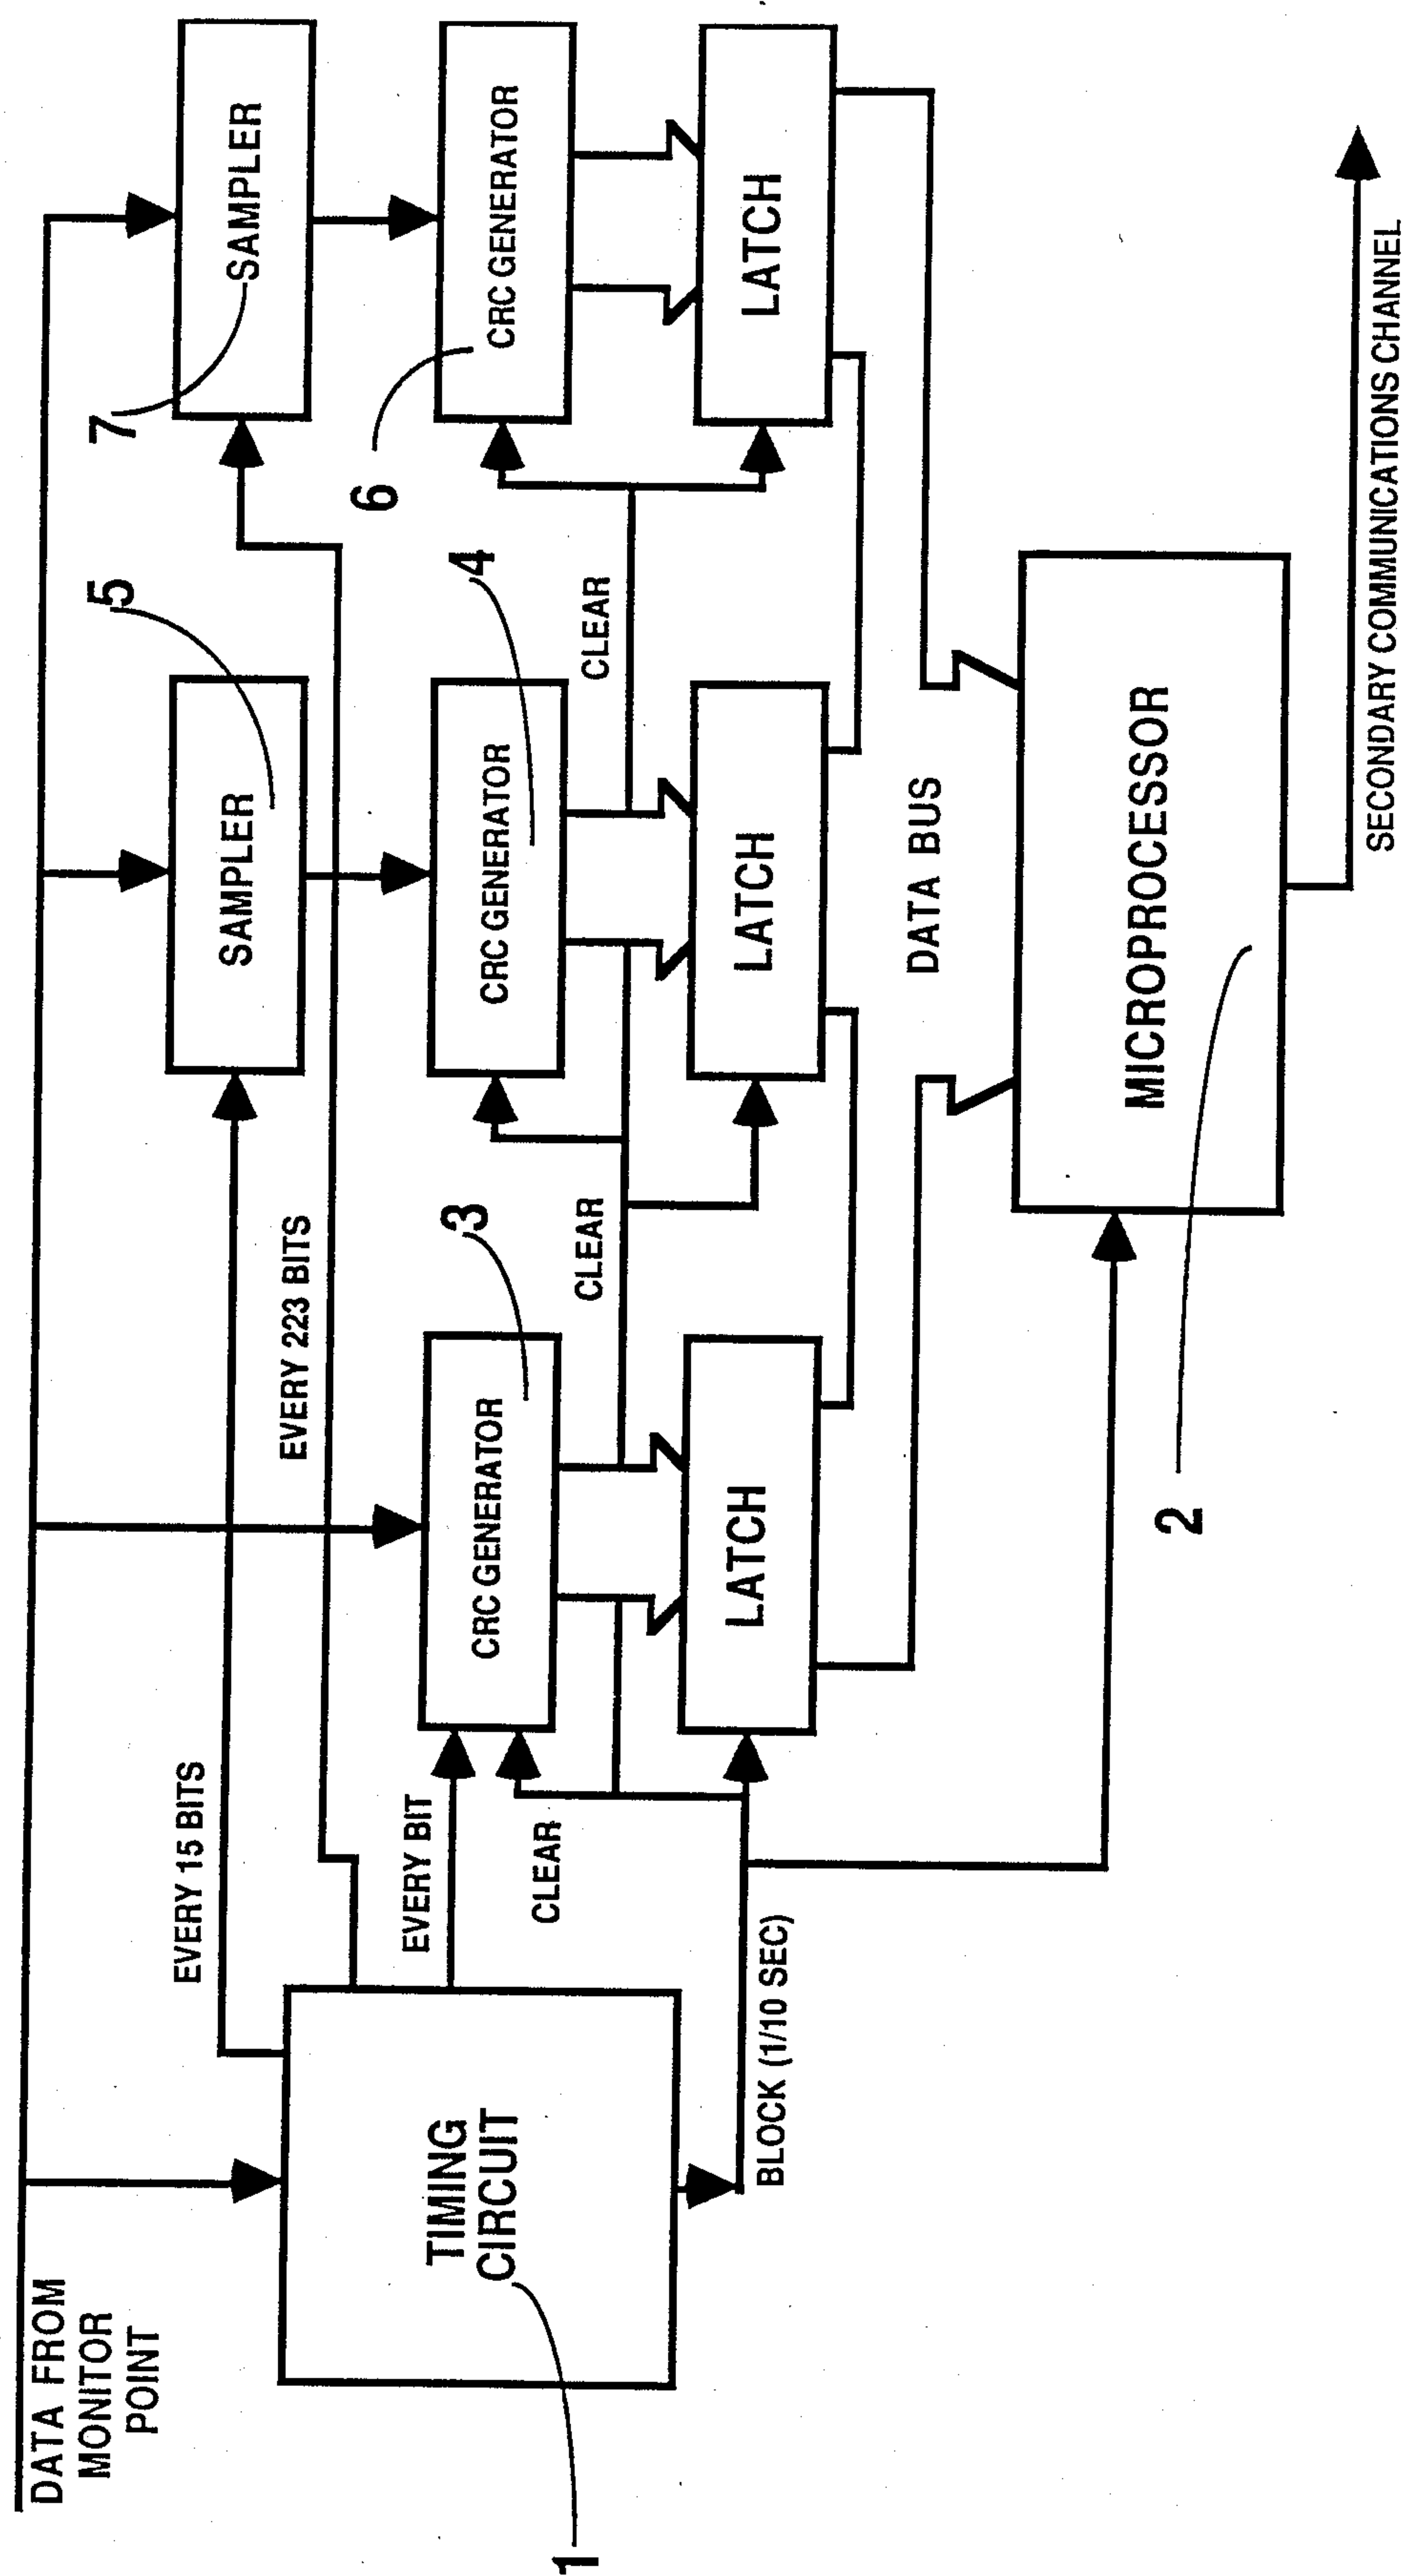 DATA FROM
MONITOR
POINT
1
TIMING
CIRCUIT
EVERY 15 BITS
EVERY 223 BITS
EVERY BIT
CLEAR
BLOCK (1/10 SEC)
3
CRC GENERATOR
LATCH
CLEAR
5
SAMPLER
4
CRC GENERATOR
LATCH
CLEAR
7
SAMPLER
6
CRC GENERATOR
LATCH
DATA BUS
MICROPROCESSOR
2
SECONDARY COMMUNICATIONS CHANNEL